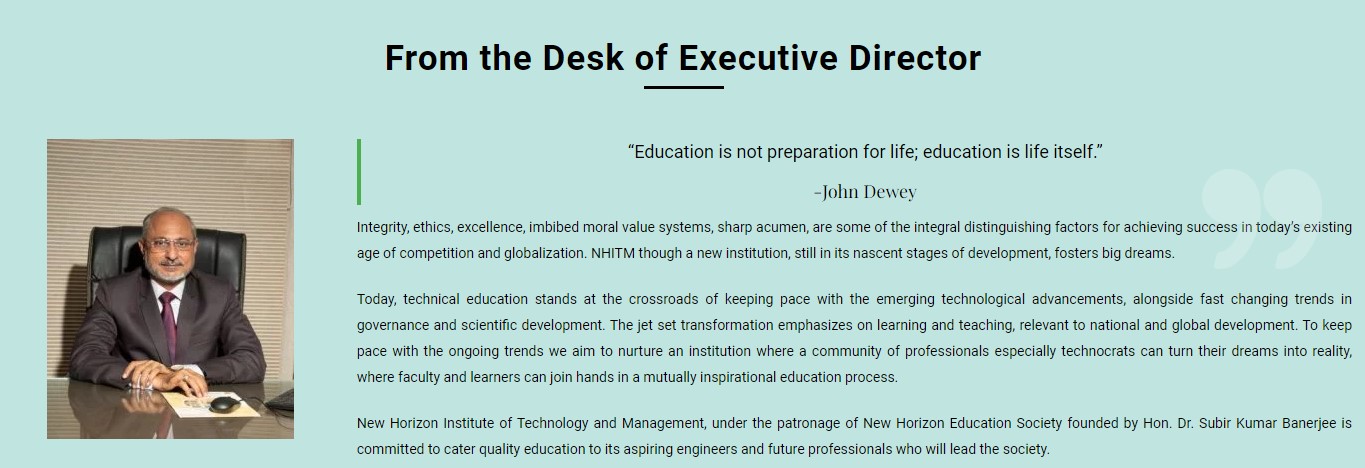 From the Desk of Executive Director
“Education is not preparation for life; education is life itself.”
-John Dewey
Integrity, ethics, excellence, imbibed moral value systems, sharp acumen, are some of the integral distinguishing factors for achieving success in today’s existing
age of competition and globalization. NHITM though a new institution, still in its nascent stages of development, fosters big dreams.
Today, technical education stands at the crossroads of keeping pace with the emerging technological advancements, alongside fast changing trends in
governance and scientific development. The jet set transformation emphasizes on learning and teaching, relevant to national and global development. To keep
pace with the ongoing trends we aim to nurture an institution where a community of professionals especially technocrats can turn their dreams into reality,
where faculty and learners can join hands in a mutually inspirational education process.
New Horizon Institute of Technology and Management, under the patronage of New Horizon Education Society founded by Hon. Dr. Subir Kumar Banerjee is
committed to cater quality education to its aspiring engineers and future professionals who will lead the society.